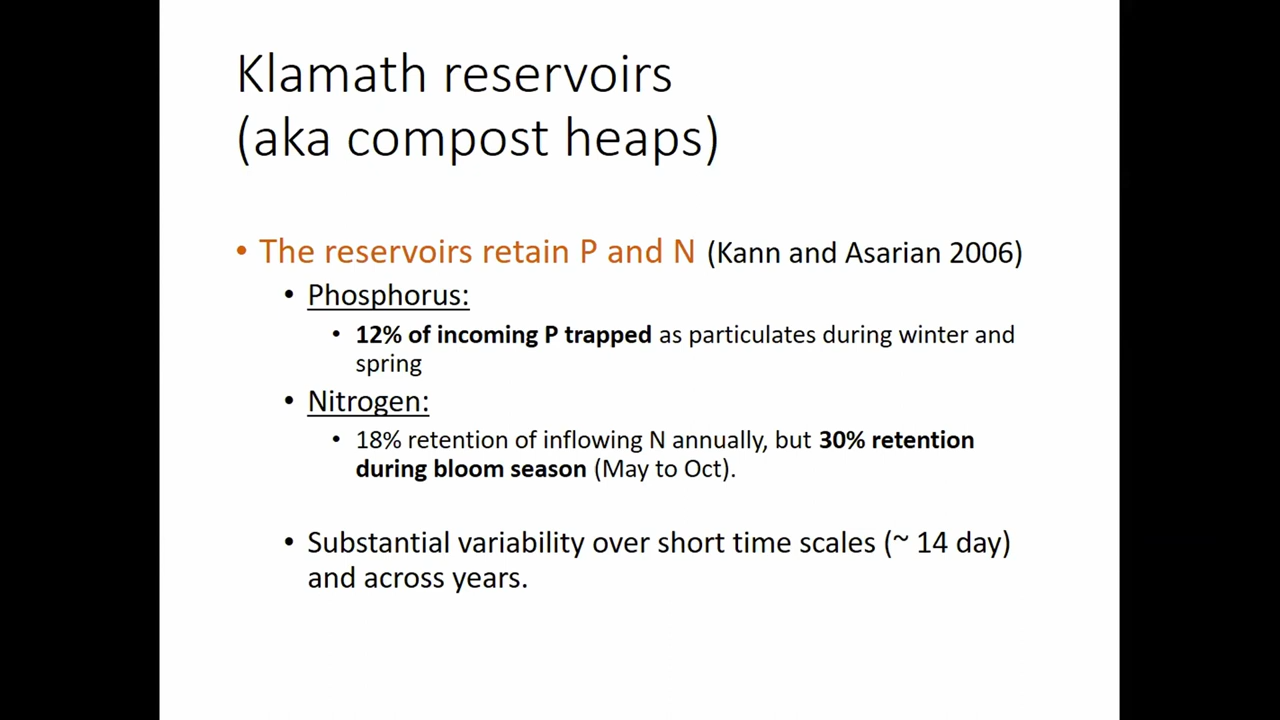 Klamath reservoirs
(aka compost heaps)
• The reservoirs retain P and N (Kann and Asarian 2006)
• Phosphorus:
• 12% of incoming P trapped as particulates during winter and
spring
• Nitrogen:
• 18% retention of inflowing N annually, but 30% retention
during bloom season (May to Oct).
• Substantial variability over short time scales (~ 14 day)
and across years.